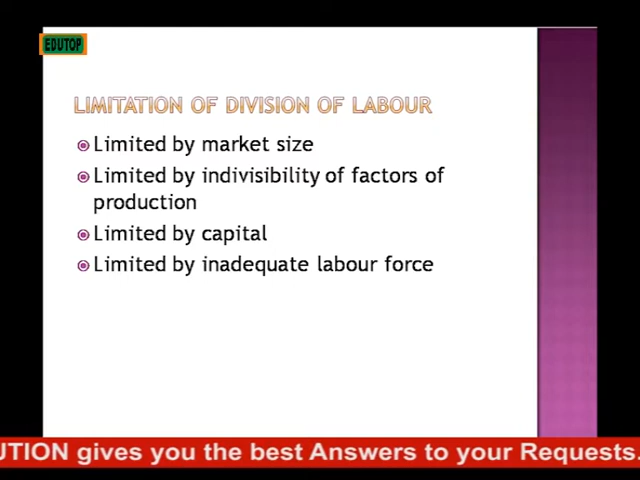 EDUTOP
LIMITATION OF DIVISION OF LABOUR
Limited by market size
Limited by indivisibility of factors of
production
Limited by capital
Limited by inadequate labour force
UTION gives you the best Answers to your Requests.